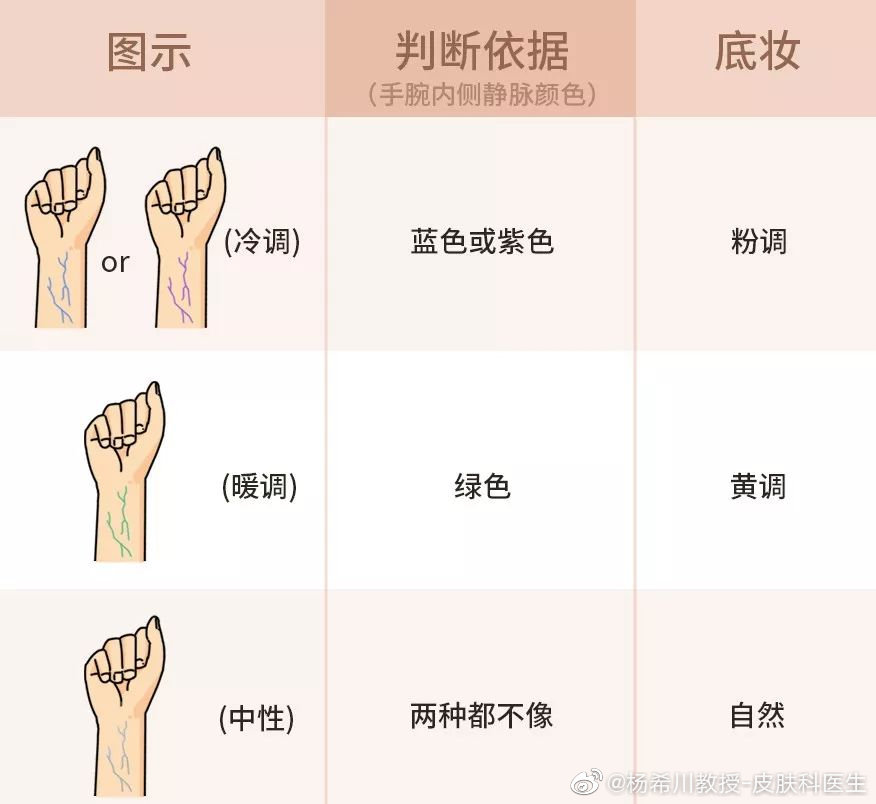 图示
判断依据
（手腕内侧静脉颜色）
底妆
or
(冷调)
蓝色或紫色
粉调
(暖调)
绿色
黄调
(中性)
两种都不像
自然
@杨希川教授-皮肤科医生